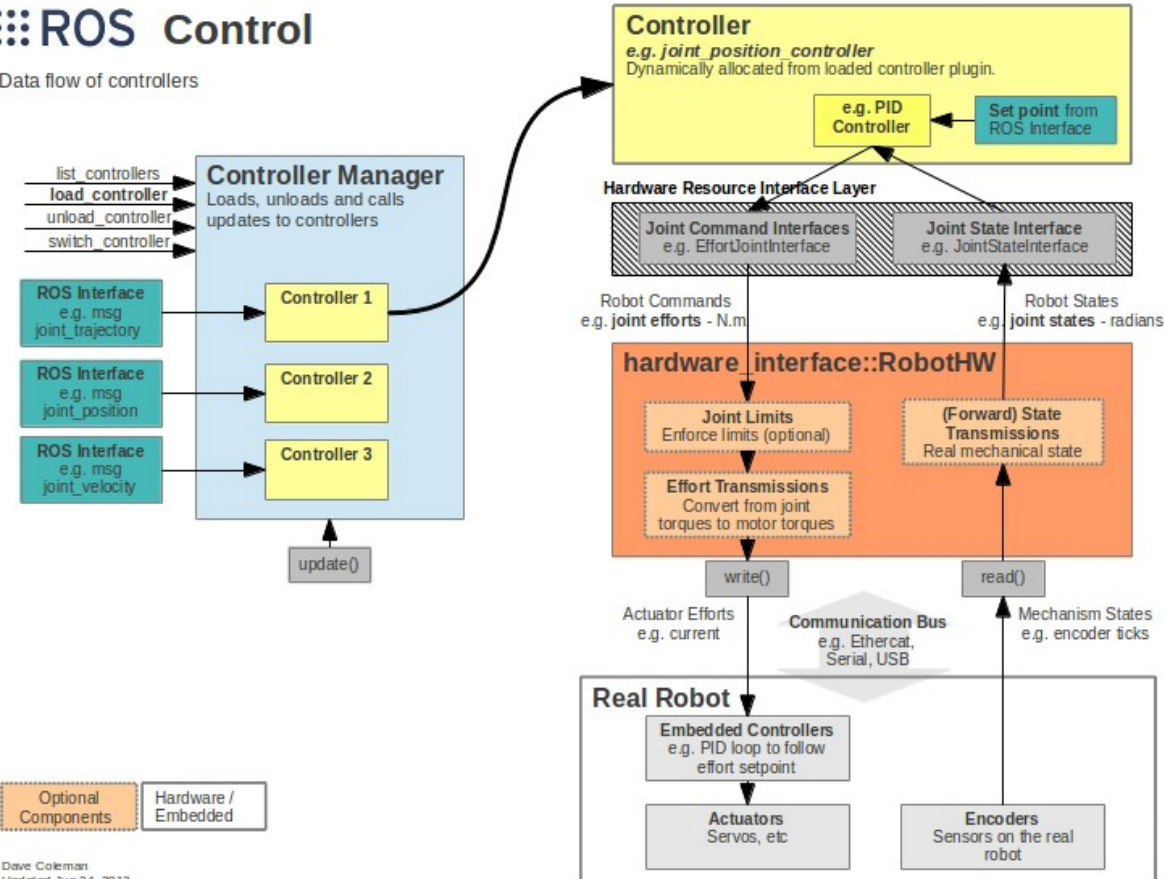 ROS Control
Data flow of controllers
list_controllers
load_controller
unload_controller
switch_controller
Controller Manager
Loads, unloads and calls
updates to controllers
ROS Interface
e.g. msg
joint_trajectory
Controller 1
ROS Interface
e.g. msg
joint_position
Controller 2
ROS Interface
e.g. msg
joint_velocity
Controller 3
update()
Controller
e.g. joint_position_controller
Dynamically allocated from loaded controller plugin.
e.g. PID
Controller
Set point from
ROS Interface
Hardware Resource Interface Layer
Joint Command Interfaces
e.g. EffortJointInterface
Joint State Interface
e.g. JointStateInterface
Robot Commands
e.g. joint efforts - N.m
Robot States
e.g. joint states - radians
hardware_interface::RobotHW
Joint Limits
Enforce limits (optional)
Effort Transmissions
Convert from joint
torques to motor torques
(Forward) State
Transmissions
Real mechanical state
write()
read()
Actuator Efforts
e.g. current
Communication Bus
e.g. Ethercat,
Serial, USB
Mechanism States
e.g. encoder ticks
Real Robot
Embedded Controllers
e.g. PID loop to follow
effort setpoint
Actuators
Servos, etc
Encoders
Sensors on the real
robot
Optional
Components
Hardware /
Embedded
Dave Coleman